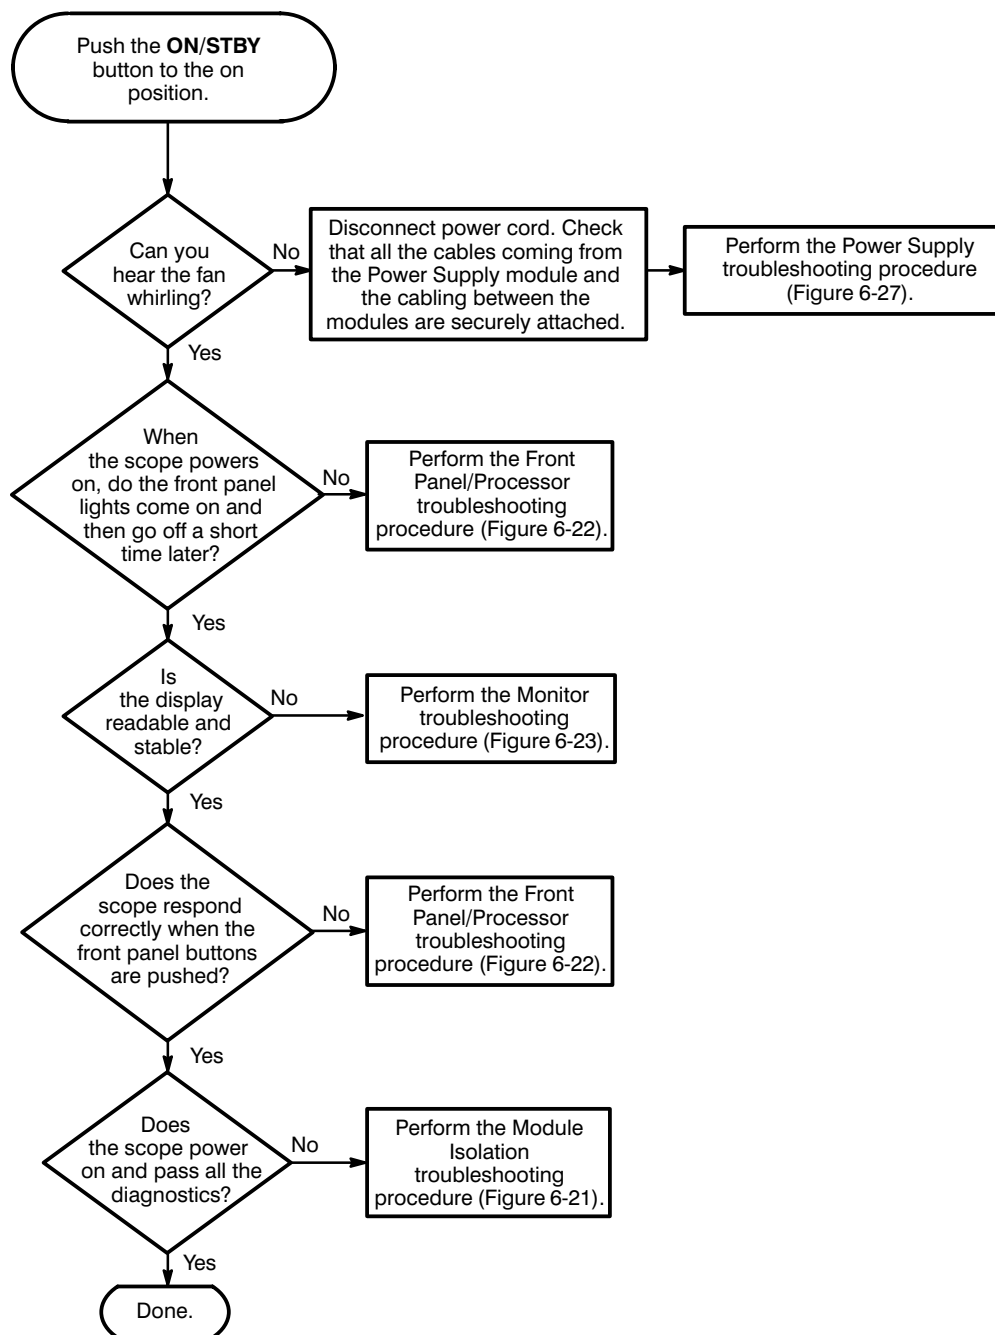 Push the ON/STBY
button to the on
position.
Can you
hear the fan
whirling?
No
Disconnect power cord. Check
that all the cables coming from
the Power Supply module and
the cabling between the
modules are securely attached.
Perform the Power Supply
troubleshooting procedure
(Figure 6-27).
Yes
When
the scope powers
on, do the front panel
lights come on and
then go off a short
time later?
No
Perform the Front
Panel/Processor
troubleshooting
procedure (Figure 6-22).
Yes
Is
the display
readable and
stable?
No
Perform the Monitor
troubleshooting
procedure (Figure 6-23).
Yes
Does the
scope respond
correctly when the
front panel buttons
are pushed?
No
Perform the Front
Panel/Processor
troubleshooting
procedure (Figure 6-22).
Yes
Does
the scope power
on and pass all the
diagnostics?
No
Perform the Module
Isolation
troubleshooting
procedure (Figure 6-21).
Yes
Done.